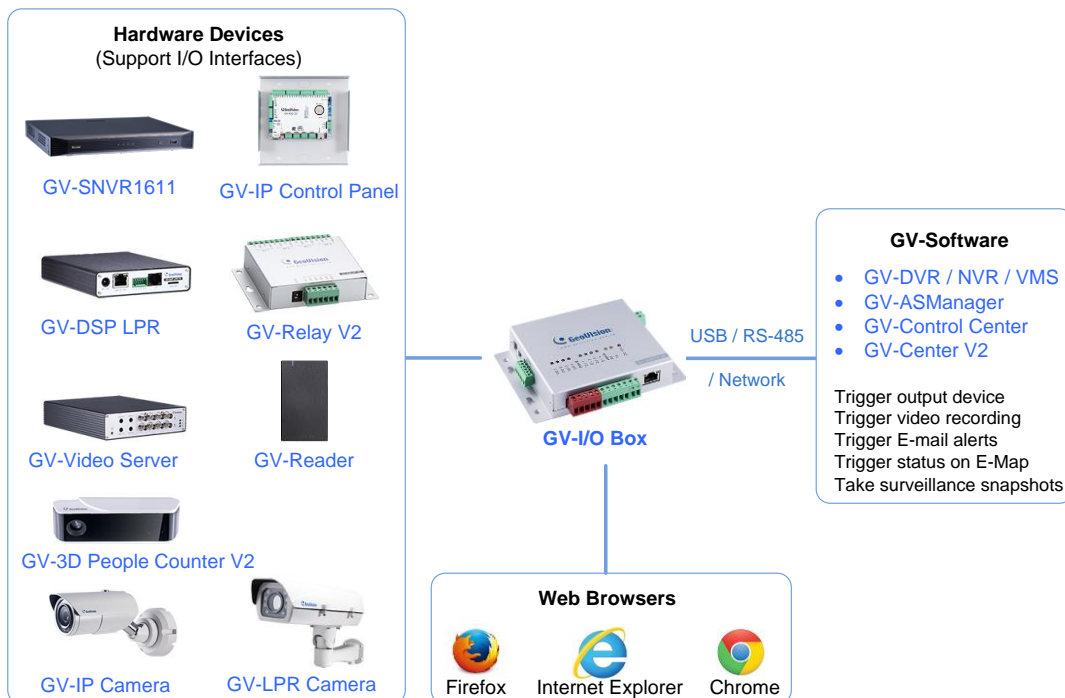 Hardware Devices
(Support I/O Interfaces)
GV-SNVR1611
GV-IP Control Panel
GV-DSP LPR
GeoVision
GV-Relay V2
GV-Video Server
GV-Reader
GV-3D People Counter V2
GV-IP Camera
GV-LPR Camera
GeoVision
GV-I/O Box
USB / RS-485
/ Network
GV-Software
• GV-DVR / NVR / VMS
• GV-ASManager
• GV-Control Center
• GV-Center V2
Trigger output device
Trigger video recording
Trigger E-mail alerts
Trigger status on E-Map
Take surveillance snapshots
Web Browsers
Firefox
Internet Explorer
Chrome